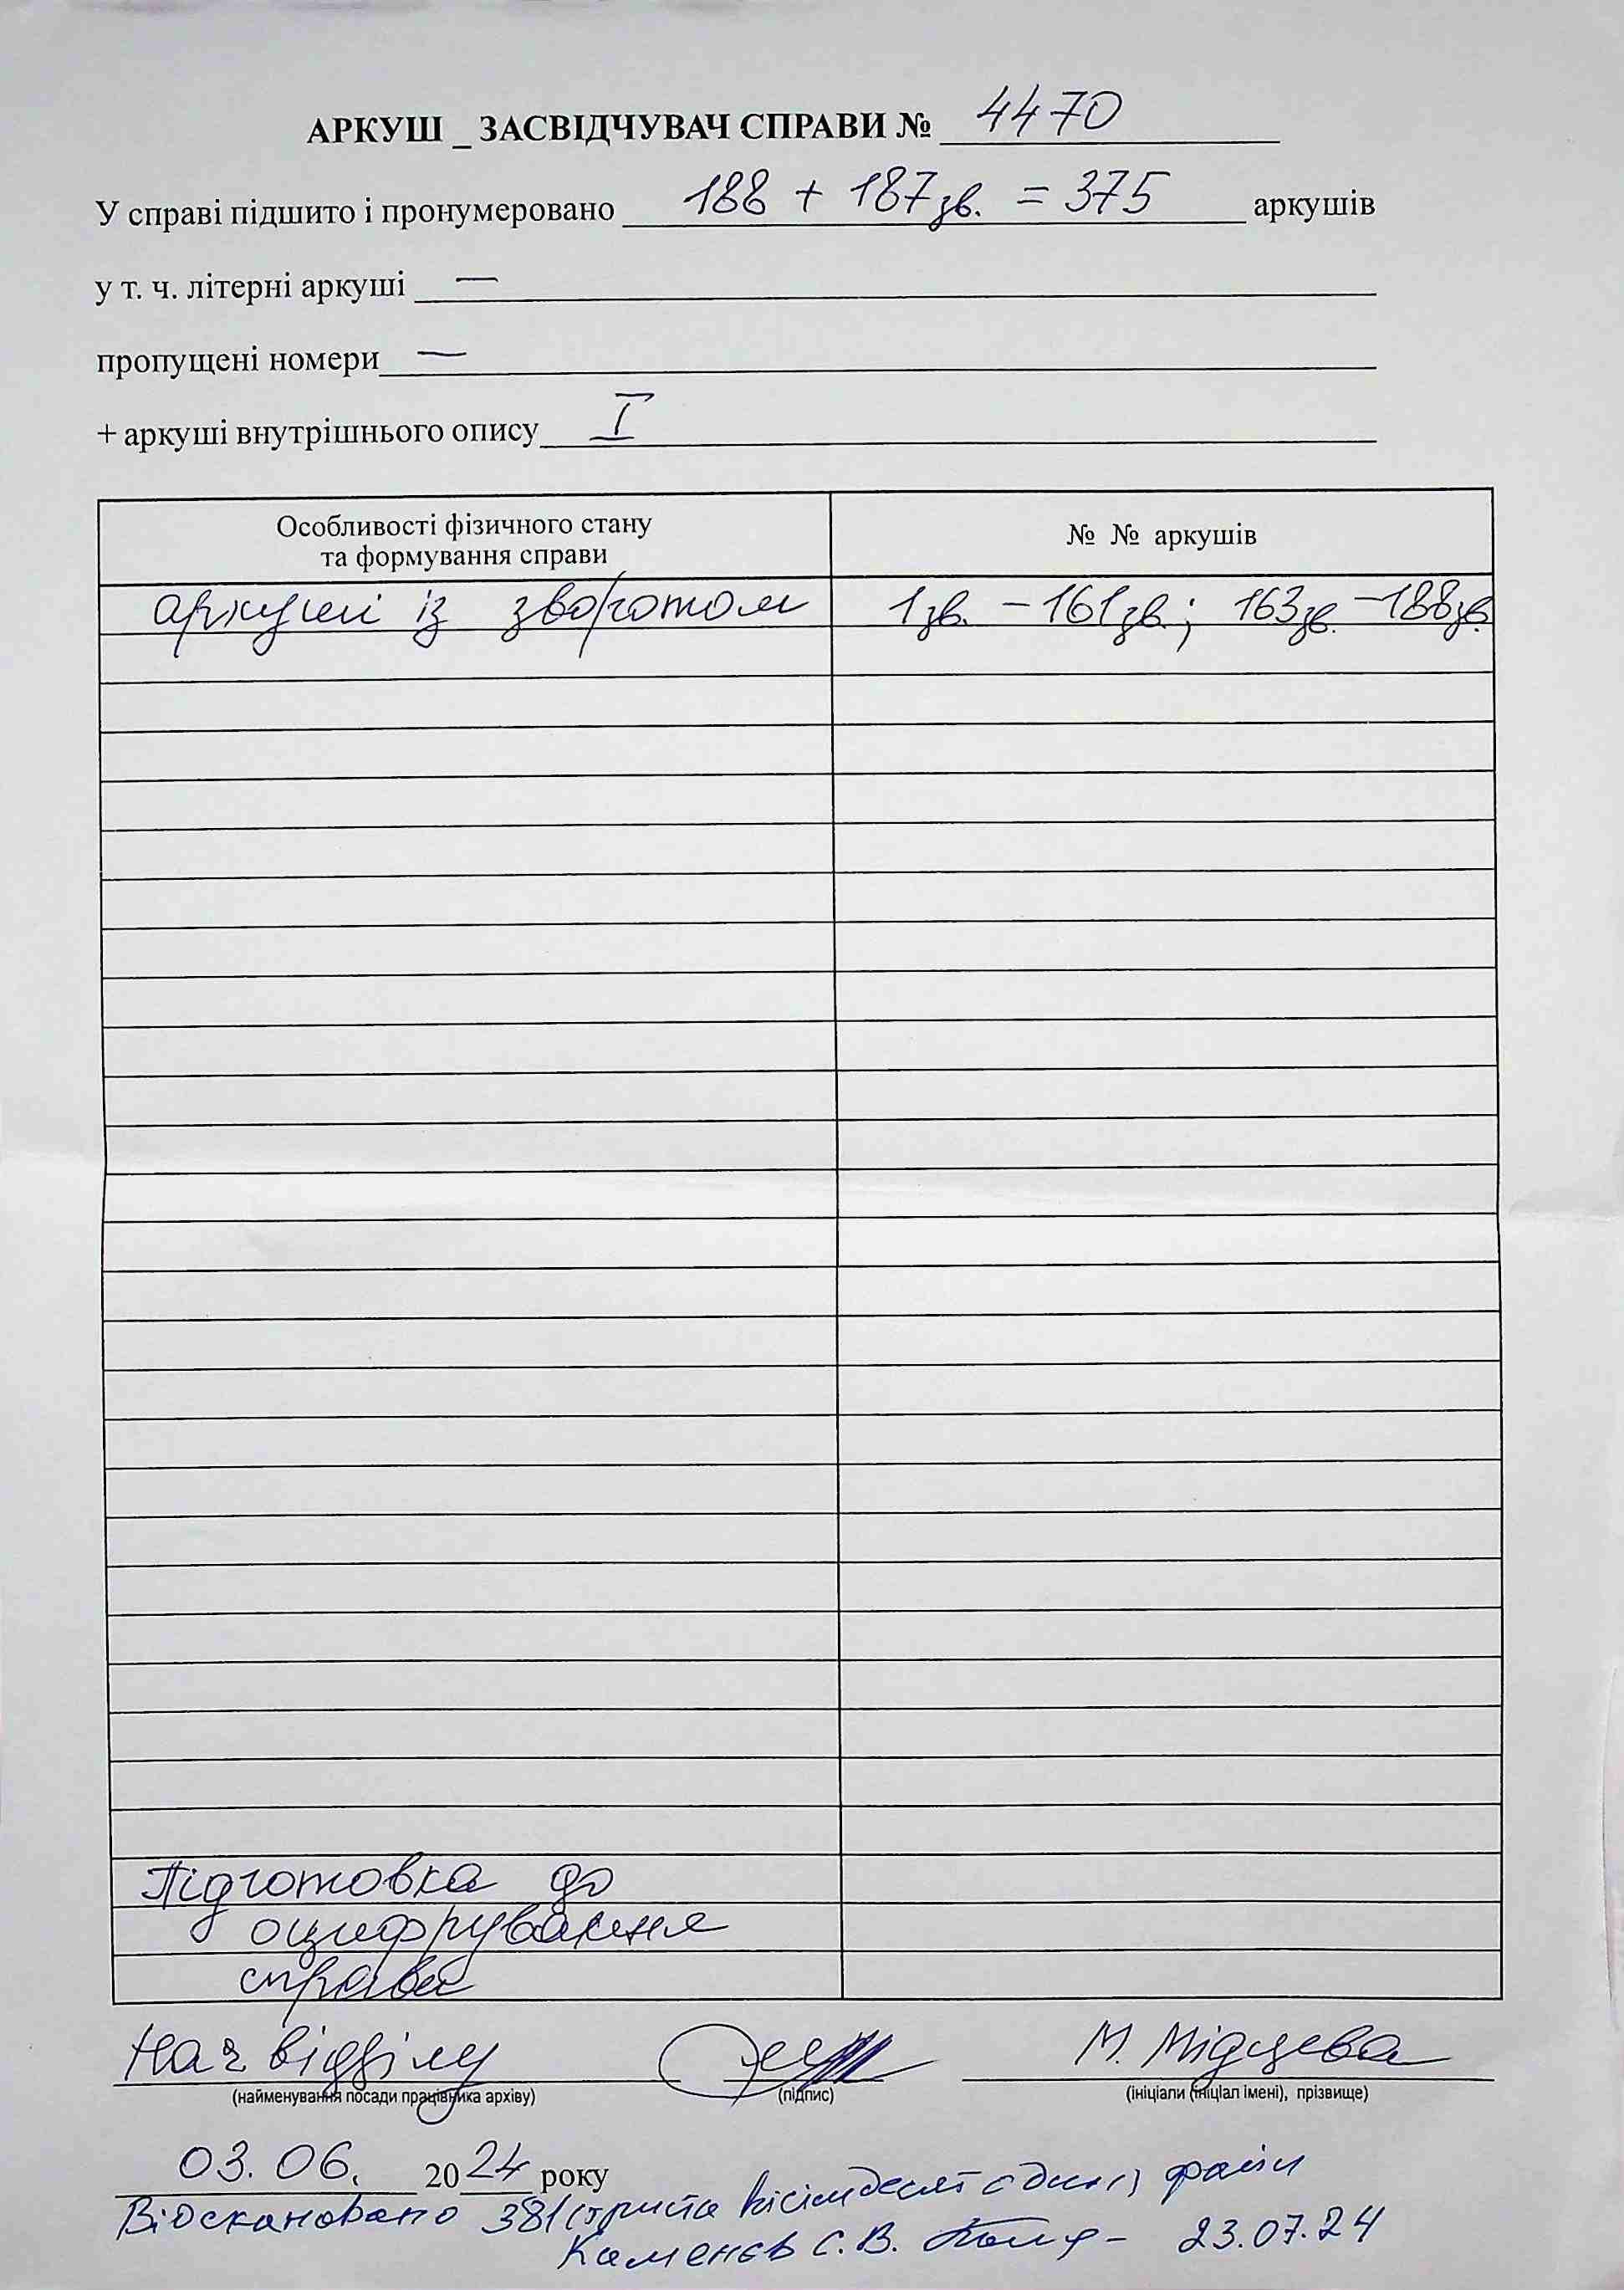 АРКУШ _ ЗАСВІДЧУВАЧ СПРАВИ № 4470
У справі підшито і пронумеровано 188 + 187зв. = 375 аркушів
у т. ч. літерні аркуші —
пропущені номери —
+ аркуші внутрішнього опису I
Особливості фізичного стану
та формування справи
№ № аркушів
аркуші із зворотом 1зв. – 161зв.; 163зв. – 188зв.
Підготовка до
оцифрування
справи
Нач відділу М. Мідцева
(найменування посади працівника архіву) (підпис) (ініціали (ініціал імені), прізвище)
03.06. 2024 року
Відскановано 381 (триста вісімдесят один) файл
Каменєв С.В. 23.07.24